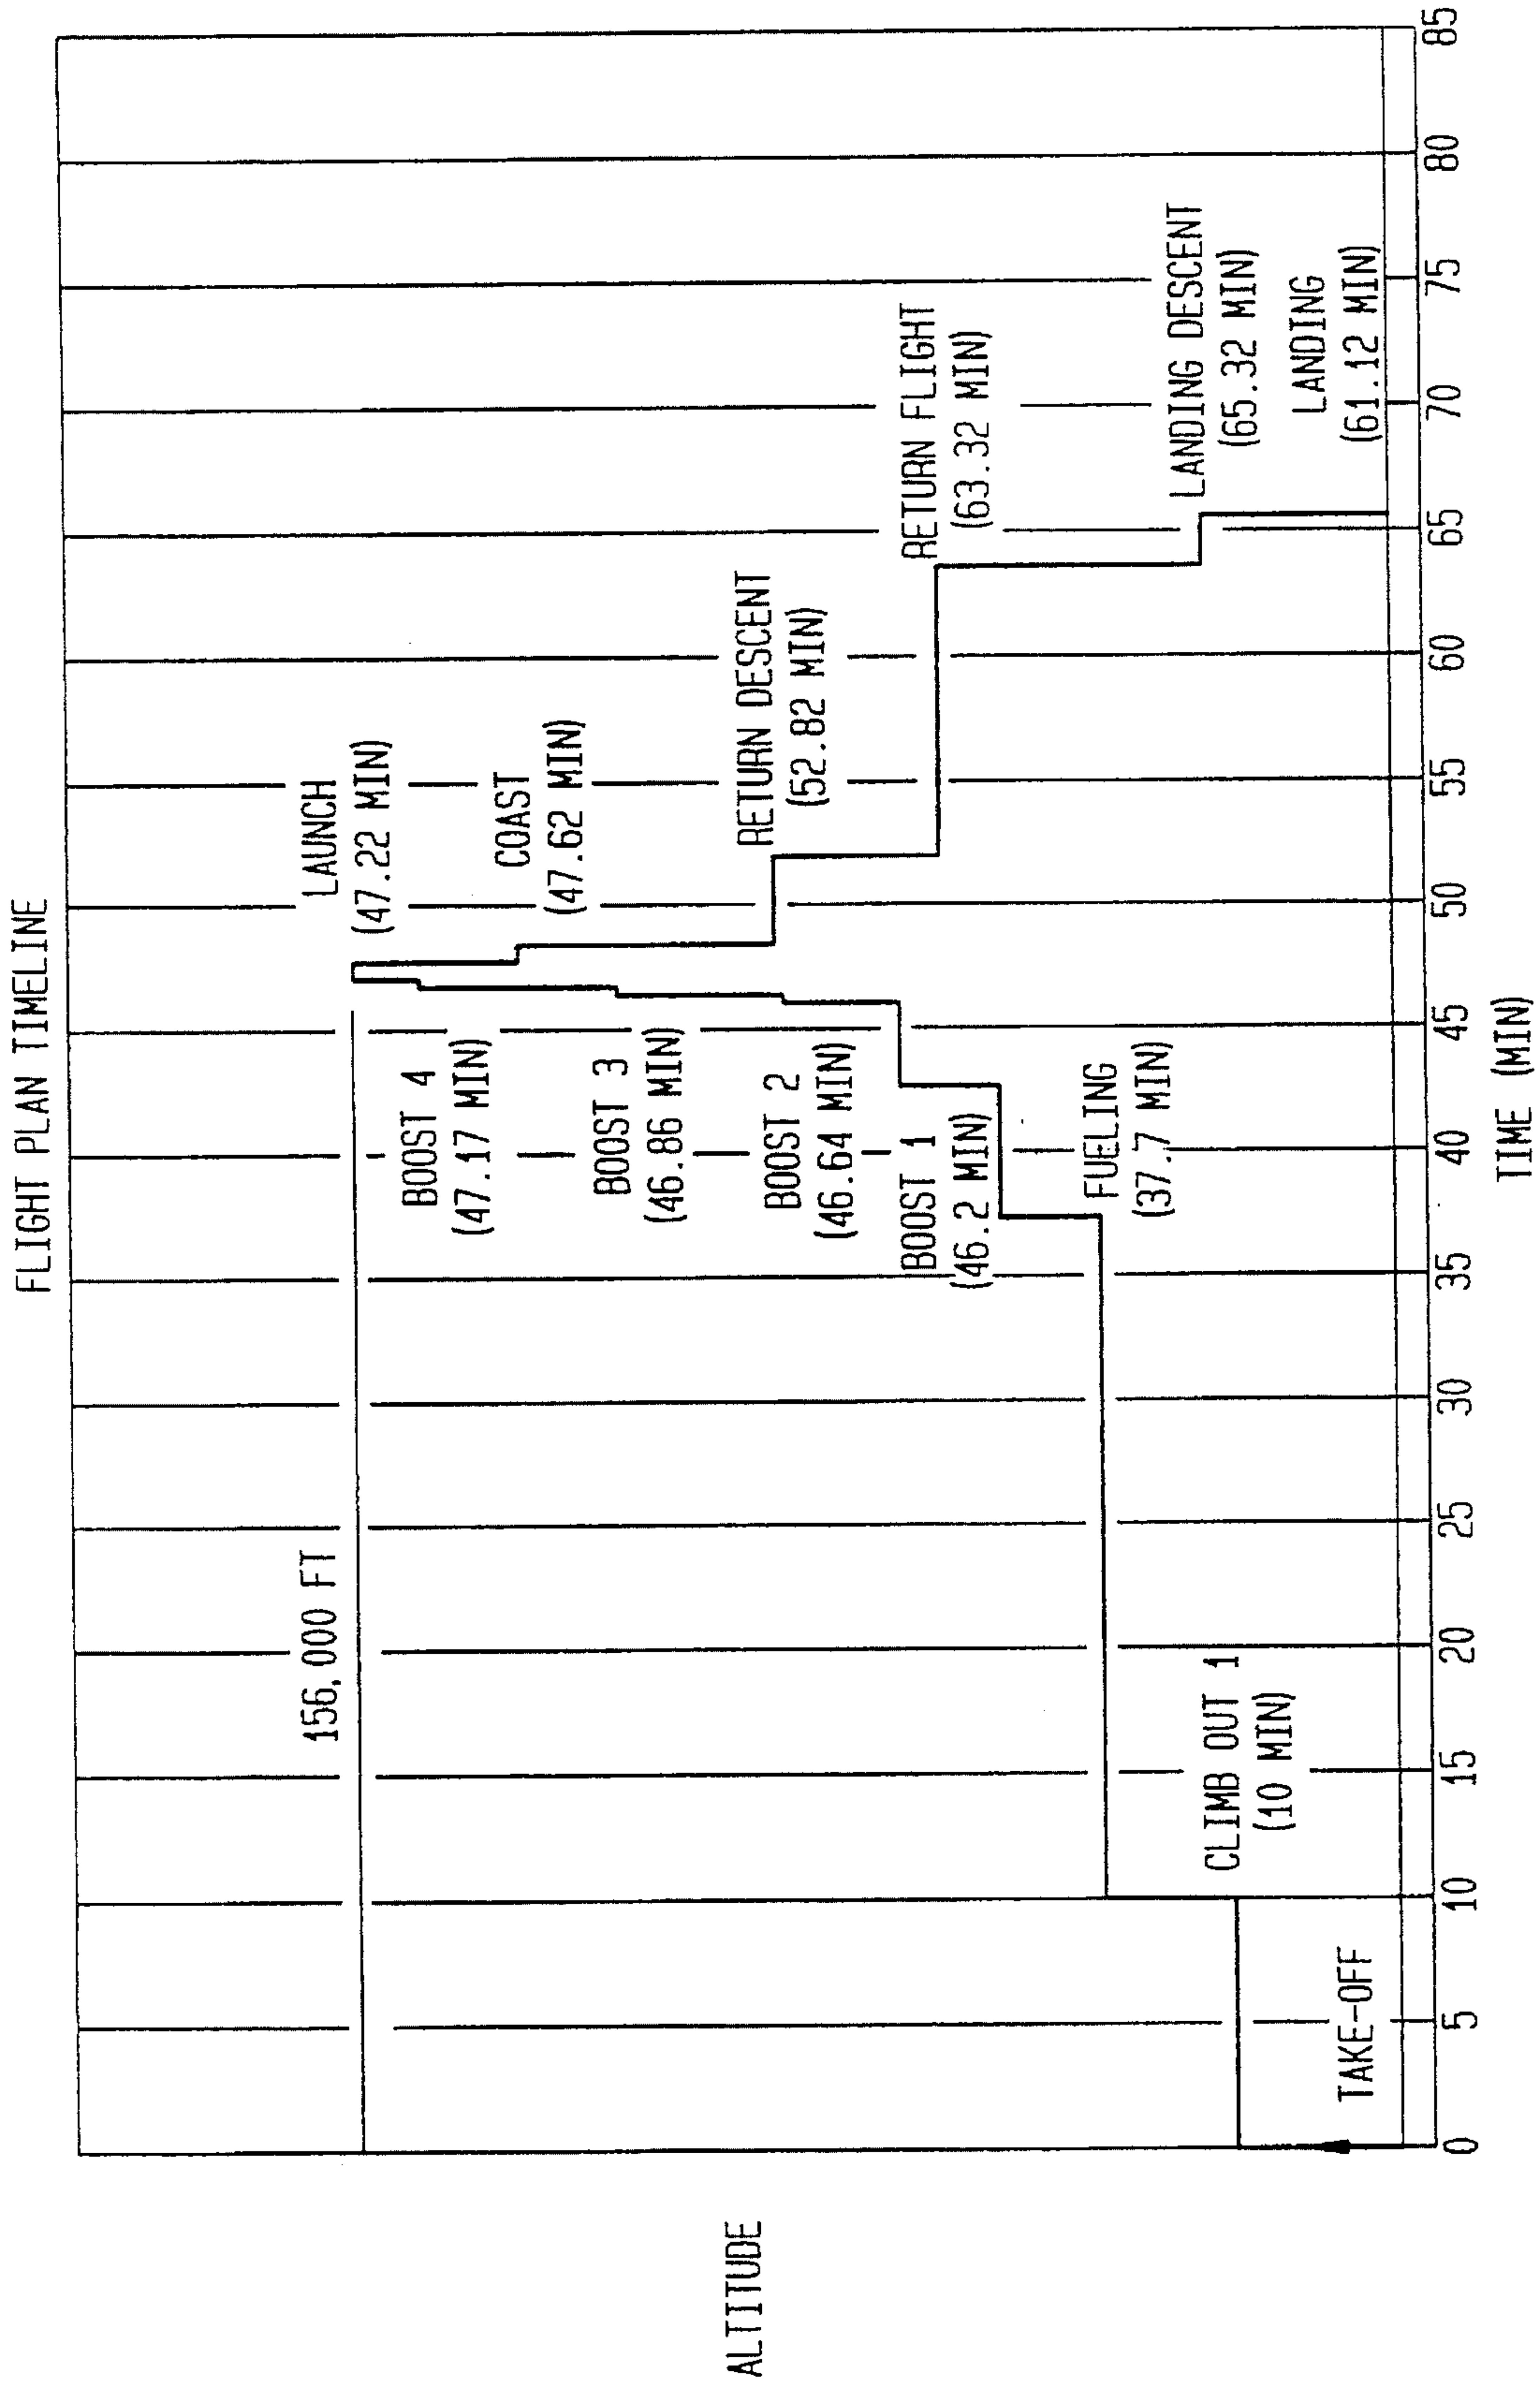 FLIGHT PLAN TIMELINE
ALTITUDE
156,000 FT
LAUNCH
(47.22 MIN)
BOOST 4
(47.17 MIN)
COAST
(47.62 MIN)
BOOST 3
(46.86 MIN)
BOOST 2
(46.64 MIN)
RETURN DESCENT
(52.82 MIN)
BOOST 1
(46.2 MIN)
RETURN FLIGHT
(63.32 MIN)
FUELING
(37.7 MIN)
CLIMB OUT 1
(10 MIN)
LANDING DESCENT
(65.32 MIN)
TAKE-OFF
LANDING
(61.12 MIN)
0 5 10 15 20 25 30 35 40 45 50 55 60 65 70 75 80 85
TIME (MIN)